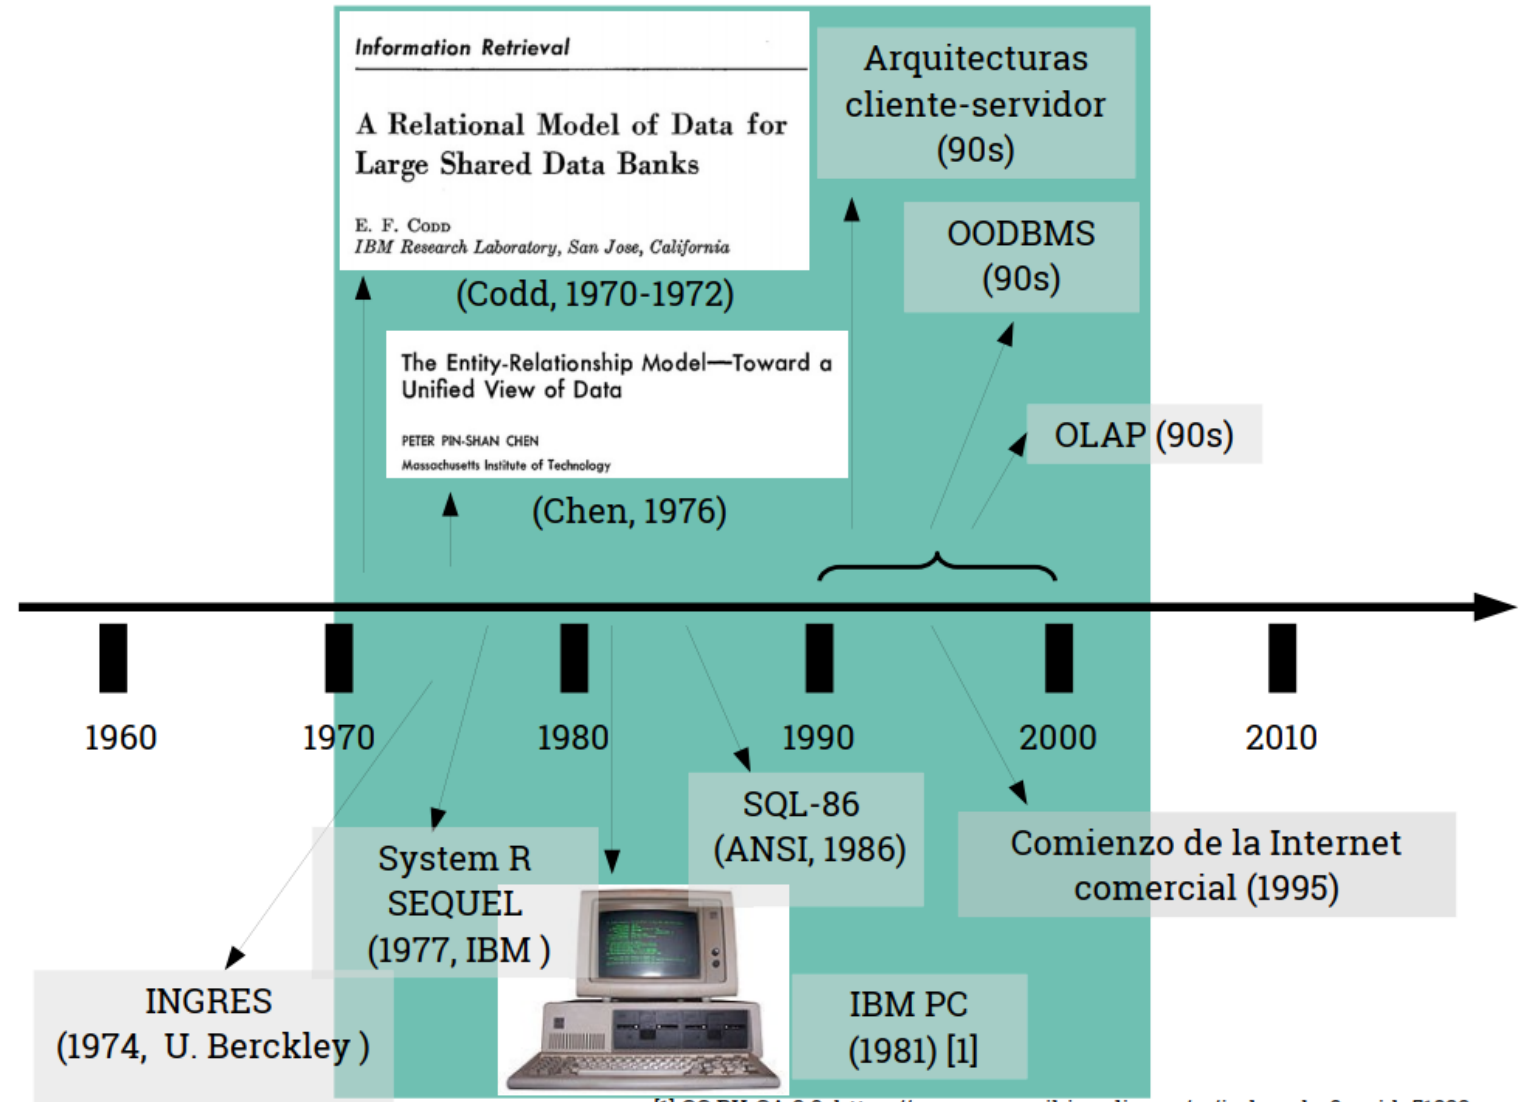 Information Retrieval
A Relational Model of Data for
Large Shared Data Banks
E. F. CODD
IBM Research Laboratory, San Jose, California
(Codd, 1970-1972)
Arquitecturas
cliente-servidor
(90s)
OODBMS
(90s)
The Entity-Relationship Model—Toward a
Unified View of Data
PETER PIN-SHAN CHEN
Massachusetts Institute of Technology
(Chen, 1976)
OLAP (90s)
1960
1970
1980
1990
2000
2010
System R
SEQUEL
(1977, IBM )
SQL-86
(ANSI, 1986)
Comienzo de la Internet
comercial (1995)
INGRES
(1974, U. Berckley )
IBM PC
(1981) [1]